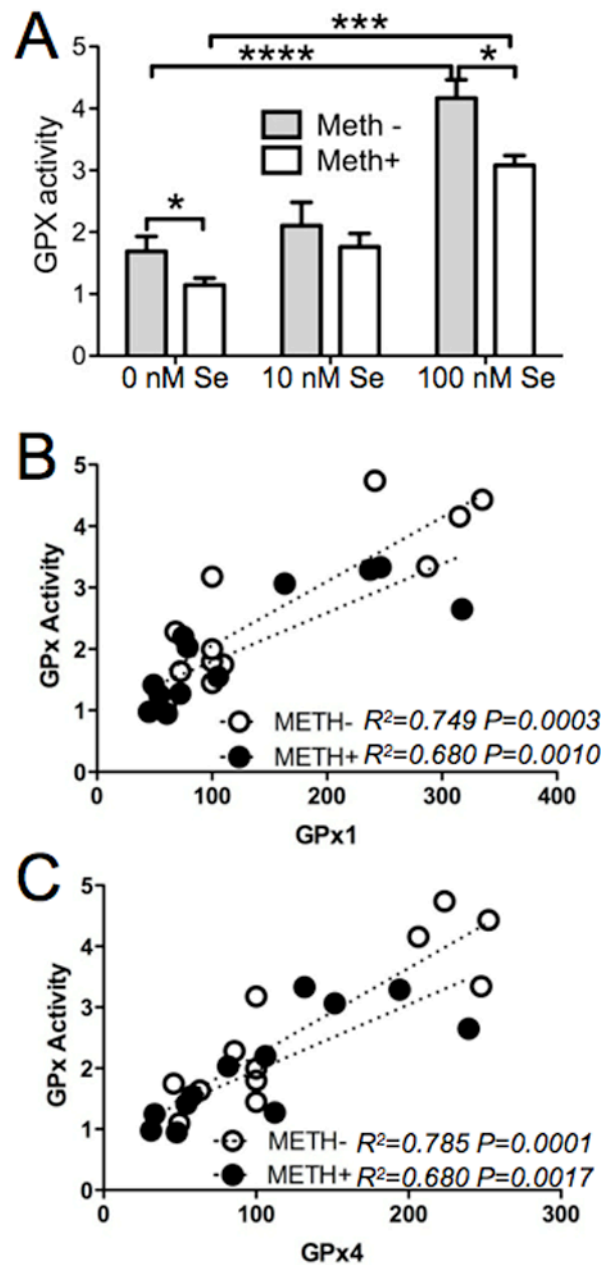 A
***
****
*
5
4
3
2
1
0
GPX activity
Meth -
Meth+
*
0 nM Se
10 nM Se
100 nM Se
B
5
4
3
2
1
0
GPx Activity
METH- R²=0.749 P=0.0003
METH+ R²=0.680 P=0.0010
0
100
200
300
400
GPx1
C
5
4
3
2
1
0
GPx Activity
METH- R²=0.785 P=0.0001
METH+ R²=0.680 P=0.0017
0
100
200
300
GPx4